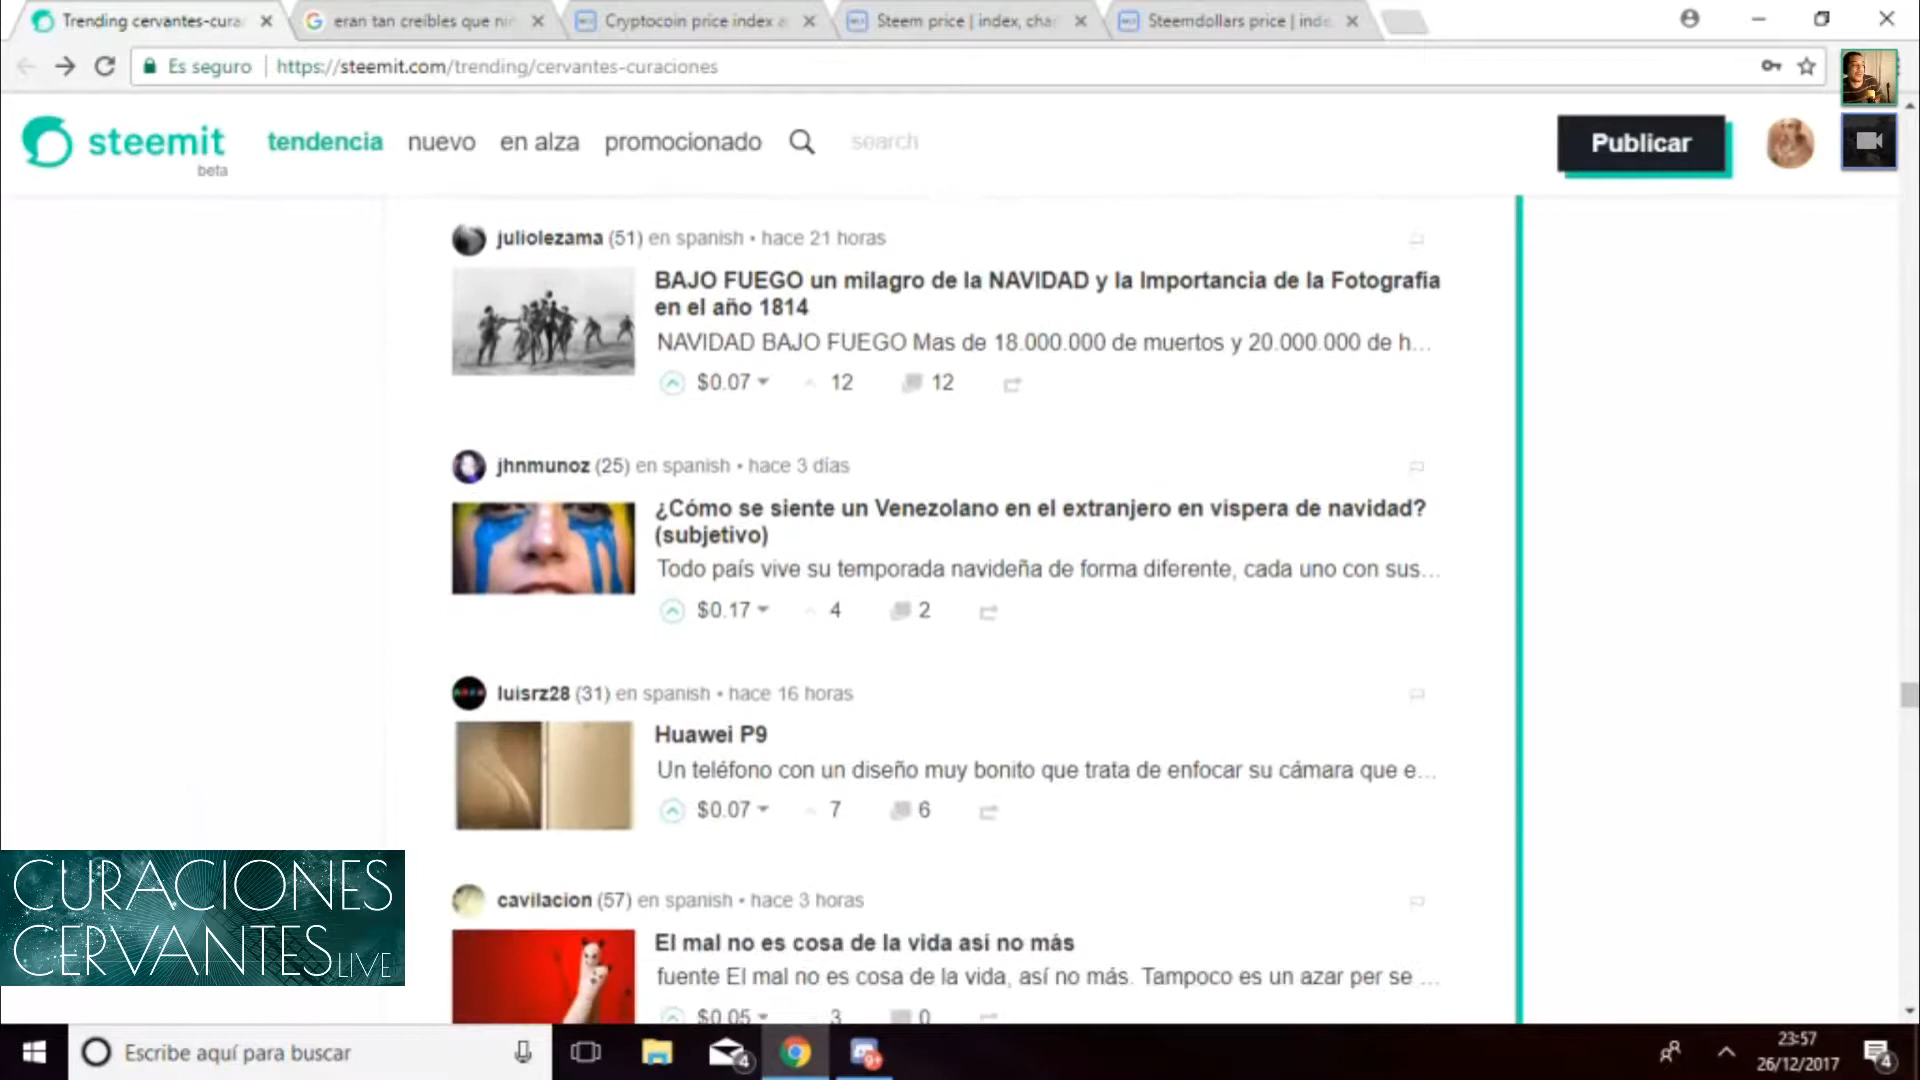 Trending cervantes-cura
eran tan creíbles que nin
Cryptocoin price index a
Steem price | index, cha
Steemdollars price | inde
Es seguro
https://steemit.com/trending/cervantes-curaciones
steemit
beta
tendencia
nuevo
en alza
promocionado
search
Publicar
juliolezama (51) en spanish • hace 21 horas
BAJO FUEGO un milagro de la NAVIDAD y la Importancia de la Fotografia
en el año 1814
NAVIDAD BAJO FUEGO Mas de 18.000.000 de muertos y 20.000.000 de h...
$0.07 12 12
jhnmunoz (25) en spanish • hace 3 días
¿Cómo se siente un Venezolano en el extranjero en vispera de navidad?
(subjetivo)
Todo país vive su temporada navideña de forma diferente, cada uno con sus...
$0.17 4 2
luisrz28 (31) en spanish • hace 16 horas
Huawei P9
Un teléfono con un diseño muy bonito que trata de enfocar su cámara que e...
$0.07 7 6
cavilacion (57) en spanish • hace 3 horas
El mal no es cosa de la vida así no más
fuente El mal no es cosa de la vida, así no más. Tampoco es un azar per se ...
$0.05 3 0
CURACIONES
CERVANTES LIVE
Escribe aquí para buscar
4
9+
23:57
26/12/2017
4